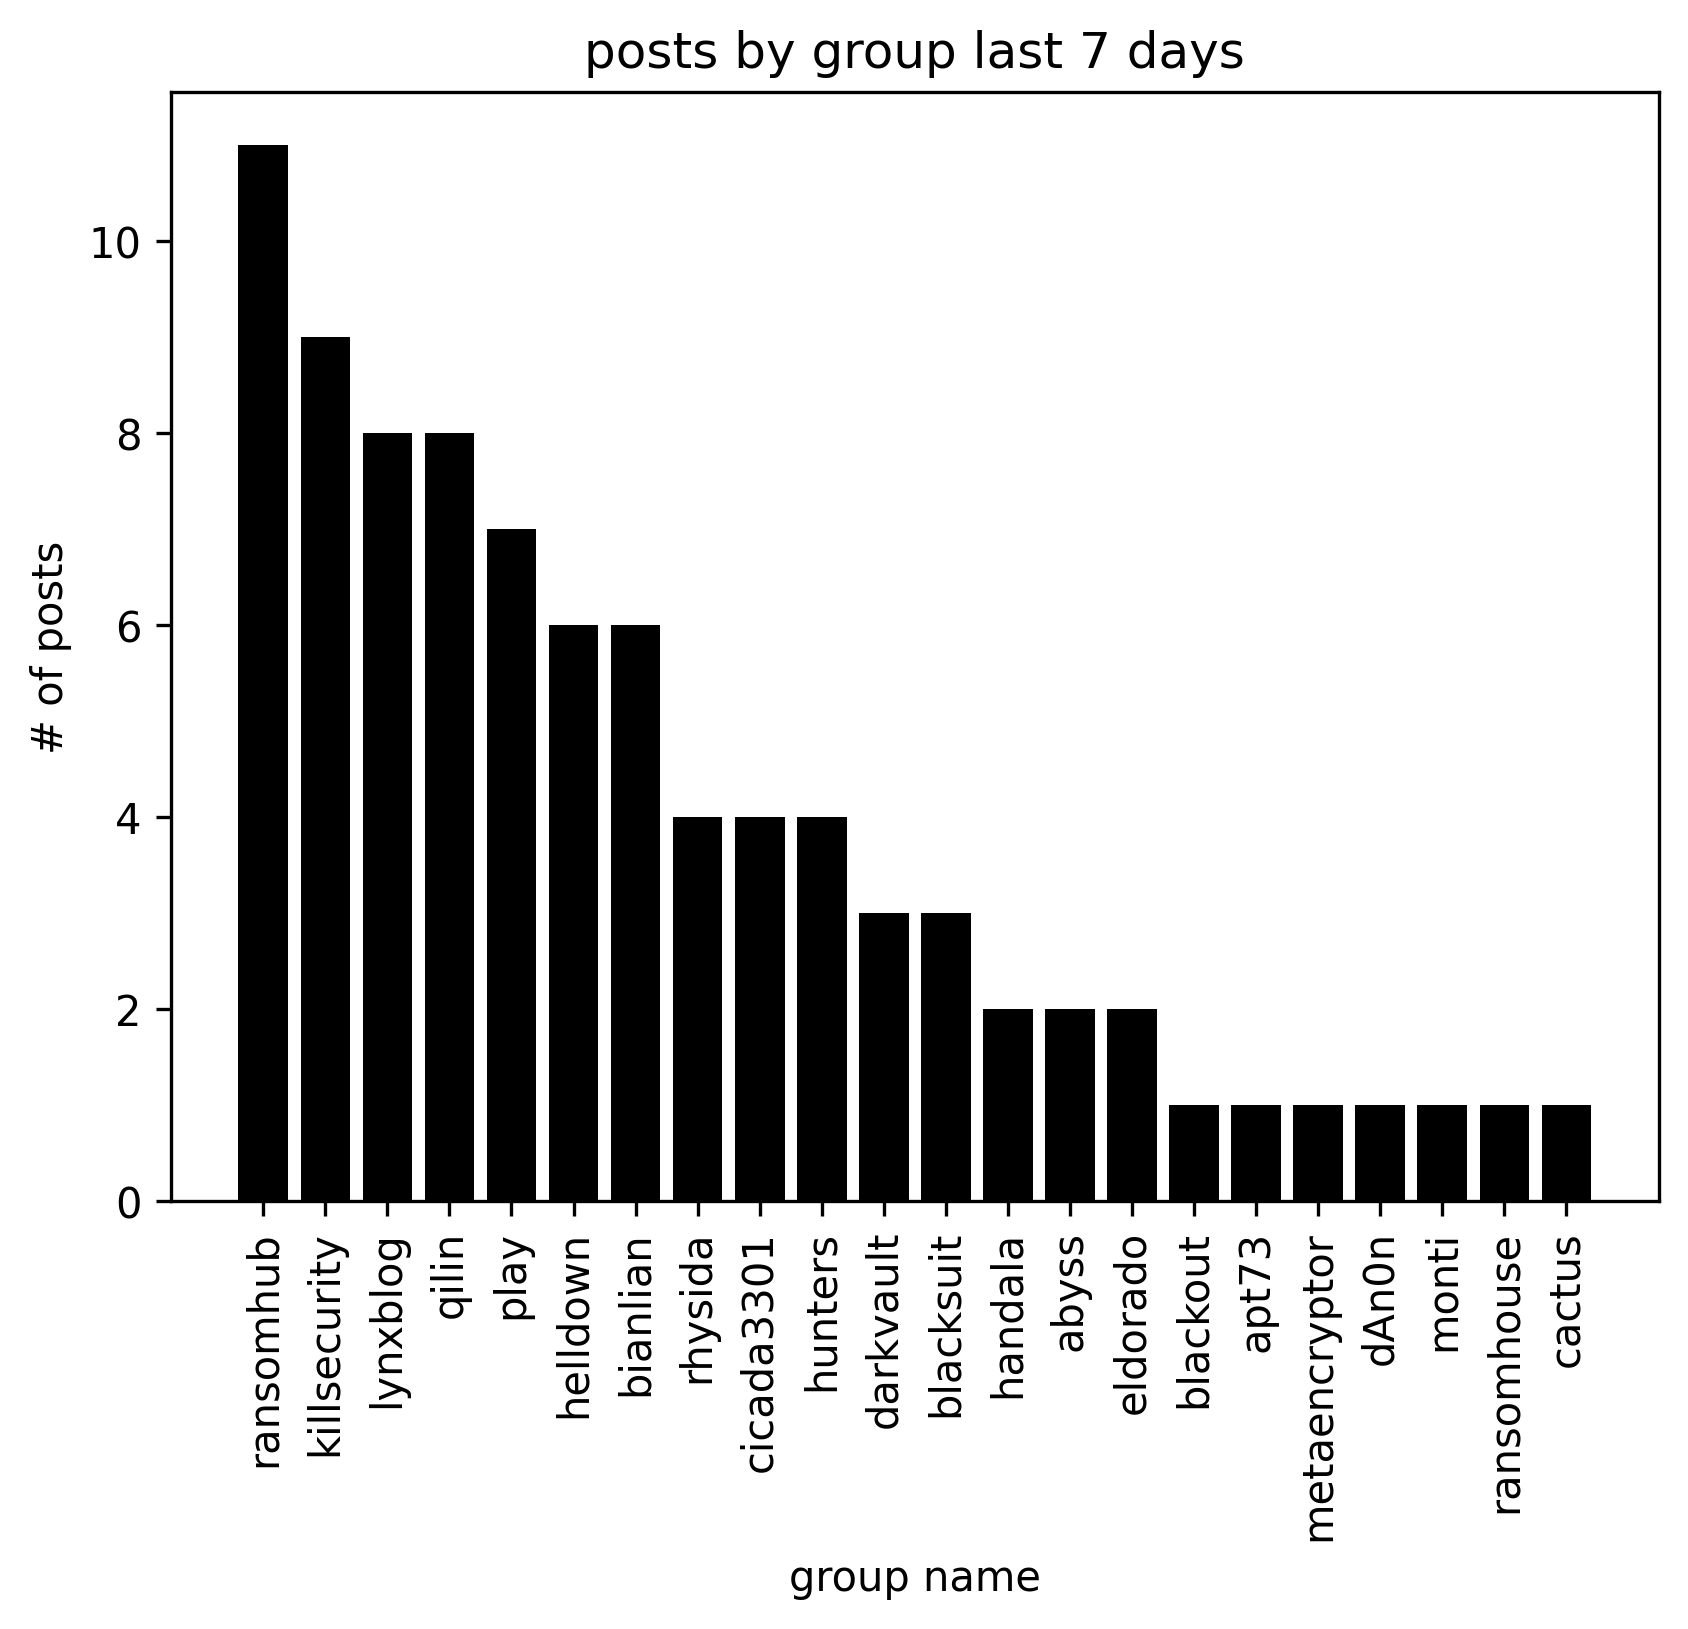 posts by group last 7 days
# of posts
10
8
6
4
2
0
ransomhub
killsecurity
lynxblog
qilin
play
helldown
bianlian
rhysida
cicada3301
hunters
darkvault
blacksuit
handala
abyss
eldorado
blackout
apt73
metaencryptor
dAn0n
monti
ransomhouse
cactus
group name